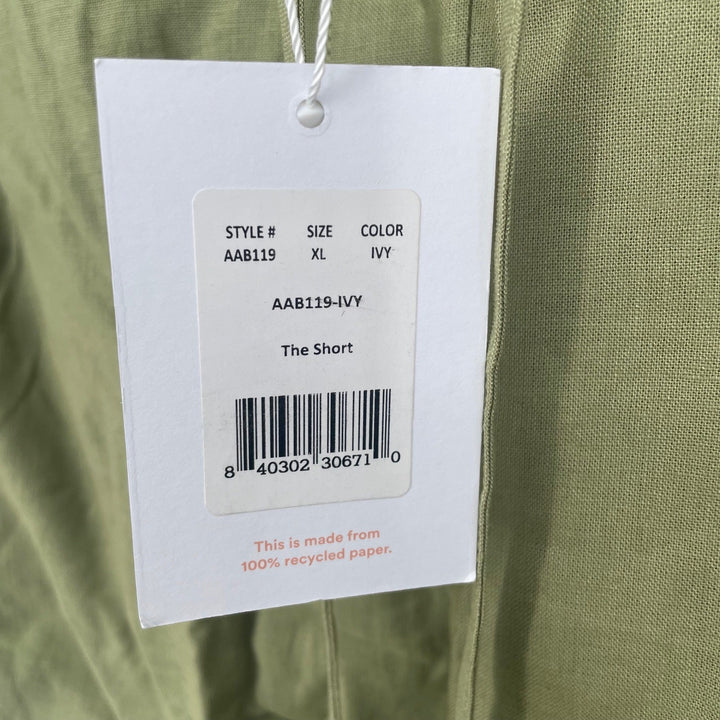 STYLE # SIZE COLOR
AAB119 XL IVY
AAB119-IVY
The Short
8 40302 30671 0
This is made from
100% recycled paper.